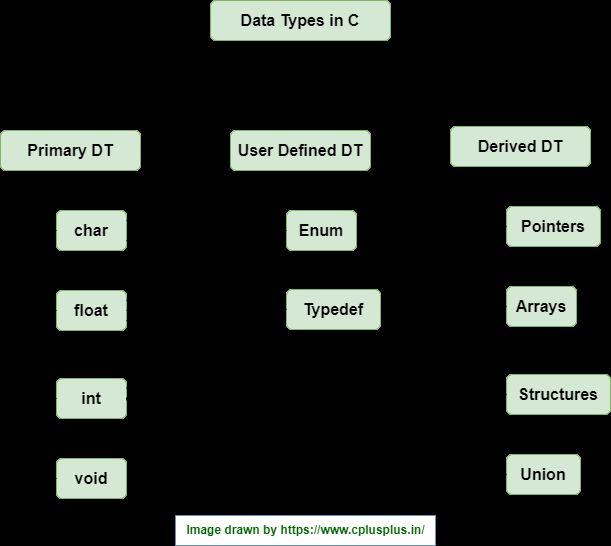 Data Types in C
Primary DT
char
float
int
void
User Defined DT
Enum
Typedef
Derived DT
Pointers
Arrays
Structures
Union
Image drawn by https://www.cplusplus.in/